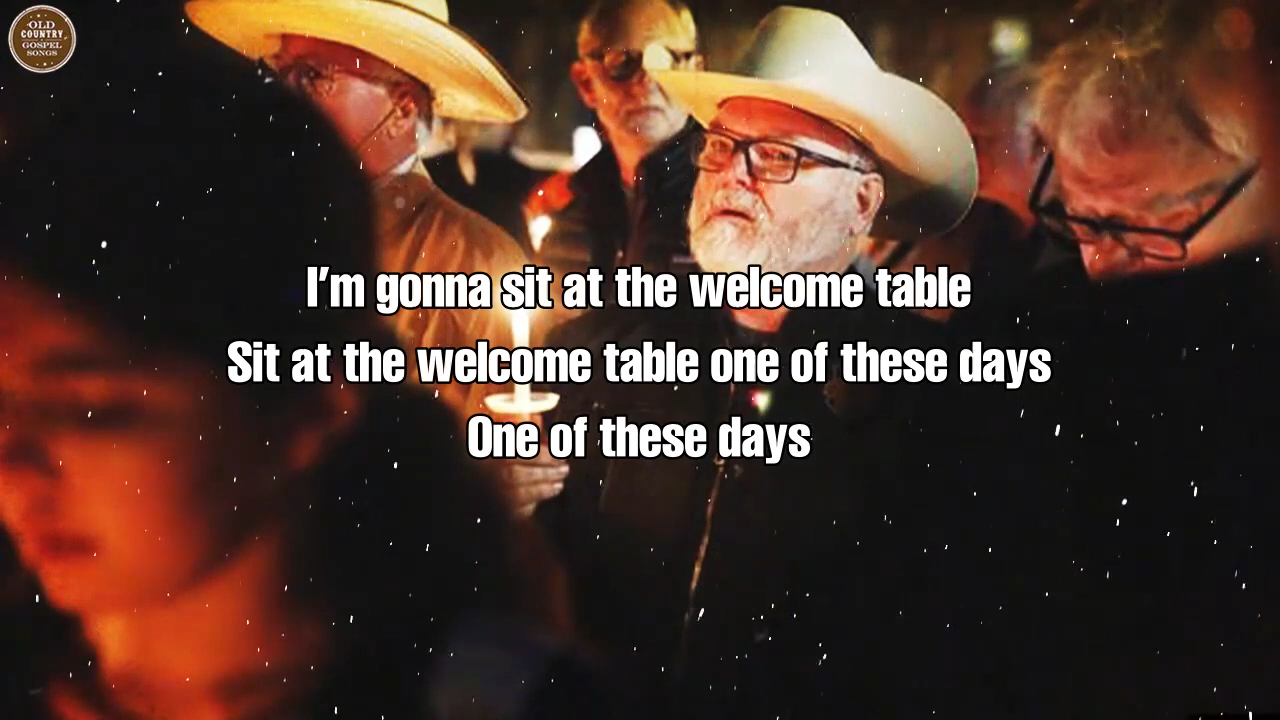 OLD
COUNTRY
GOSPEL
SONGS
I'm gonna sit at the welcome table
Sit at the welcome table one of these days
One of these days